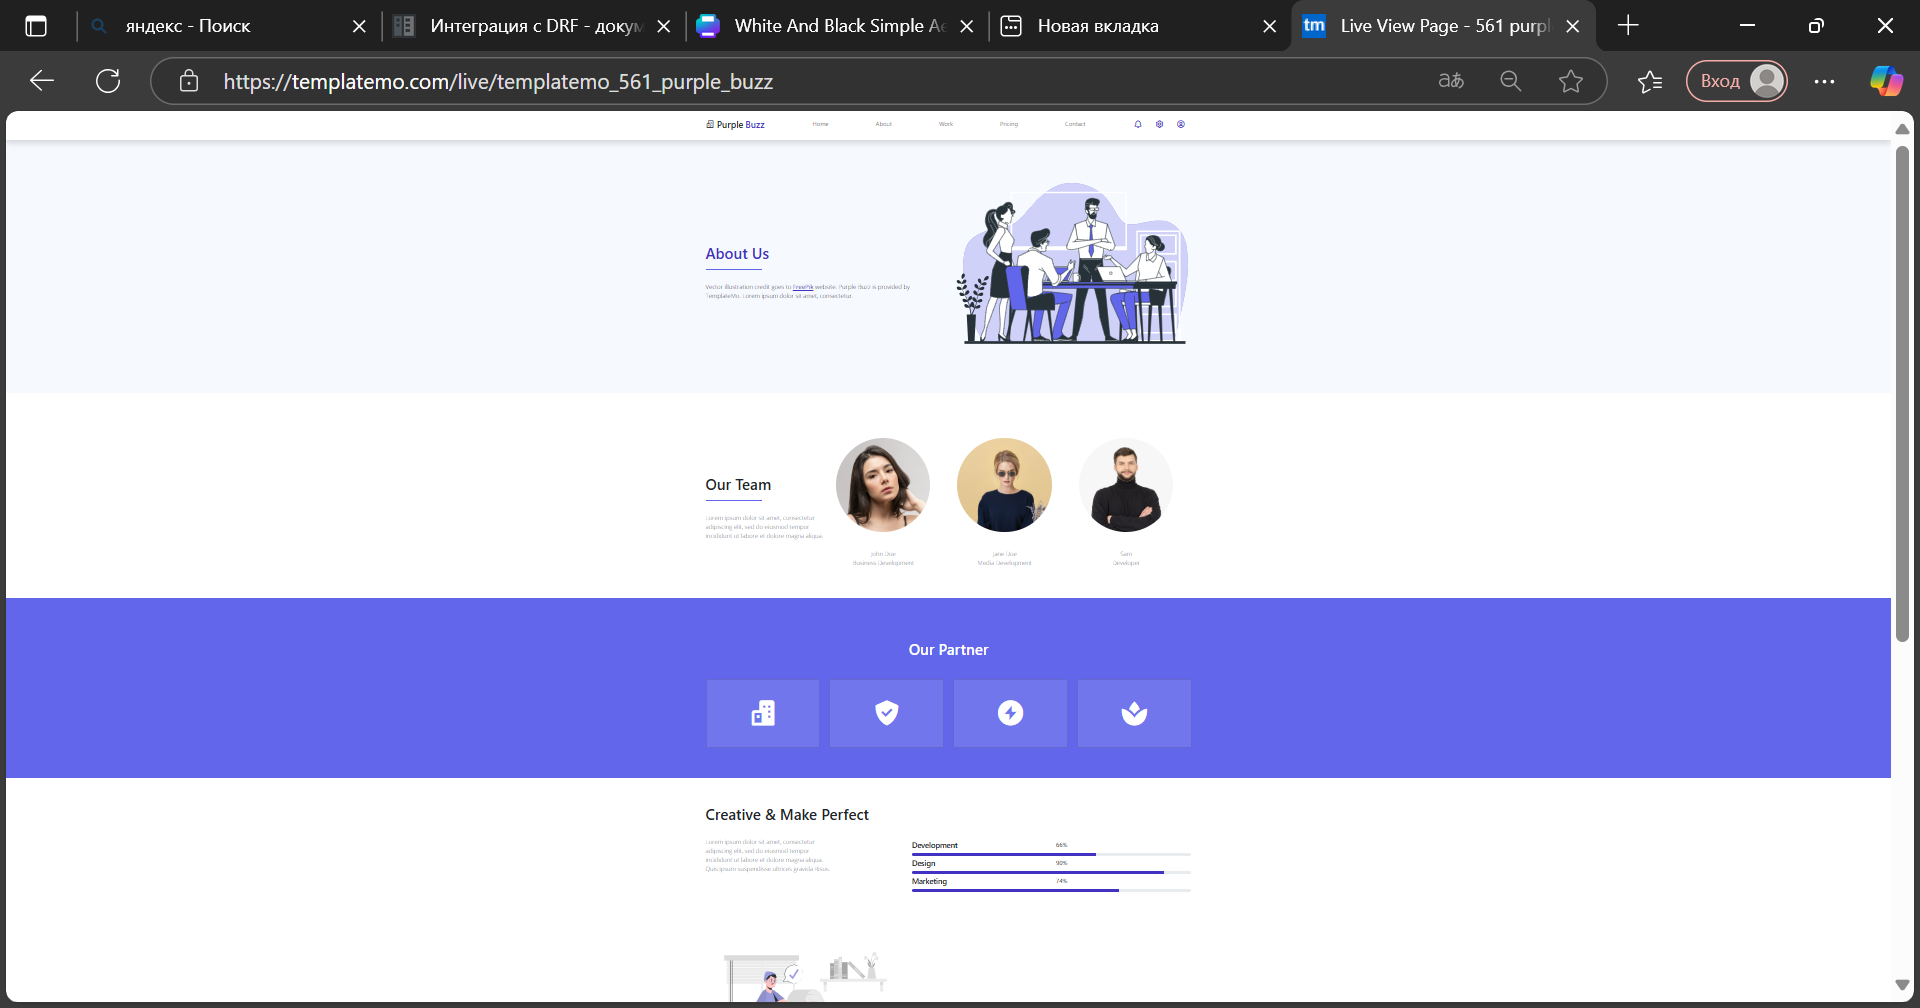 яндекс - Поиск
Интеграция с DRF - докум
White And Black Simple Ae
Новая вкладка
tm
Live View Page - 561 purpl
https://templatemo.com/live/templatemo_561_purple_buzz
Вход
Purple Buzz
Home
About
Work
Pricing
Contact
About Us
Vector illustration credit goes to FreePik website. Purple Buzz is provided by
TemplateMo. Lorem ipsum dolor sit amet, consectetur.
Our Team
Lorem ipsum dolor sit amet, consectetur
adipiscing elit, sed do eiusmod tempor
incididunt ut labore et dolore magna aliqua.
John Doe
Business Development
Jane Doe
Media Development
Sam
Developer
Our Partner
Creative & Make Perfect
Lorem ipsum dolor sit amet, consectetur
adipiscing elit, sed do eiusmod tempor
incididunt ut labore et dolore magna aliqua.
Quis ipsum suspendisse ultrices gravida Risus.
Development
66%
Design
90%
Marketing
74%